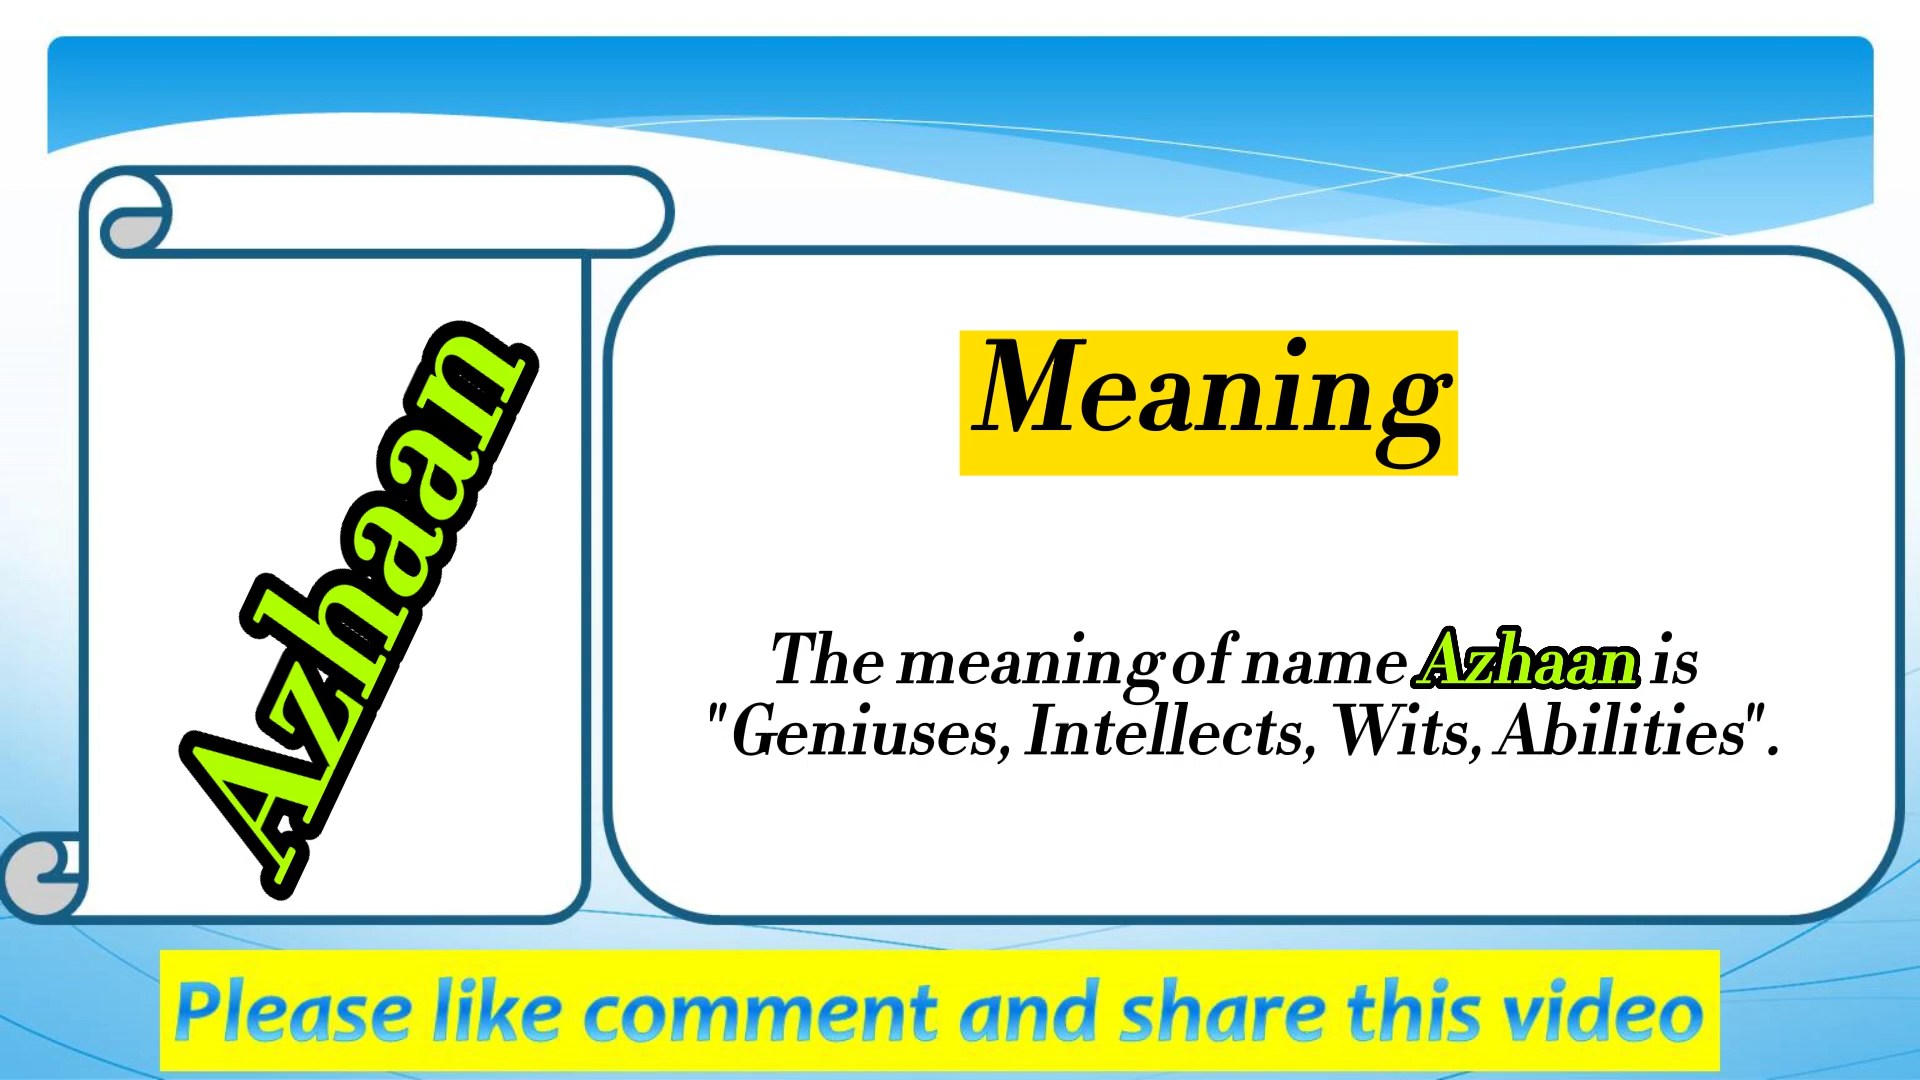 Azhaan
Meaning
The meaning of name Azhaan is
"Geniuses, Intellects, Wits, Abilities".
Please like comment and share this video